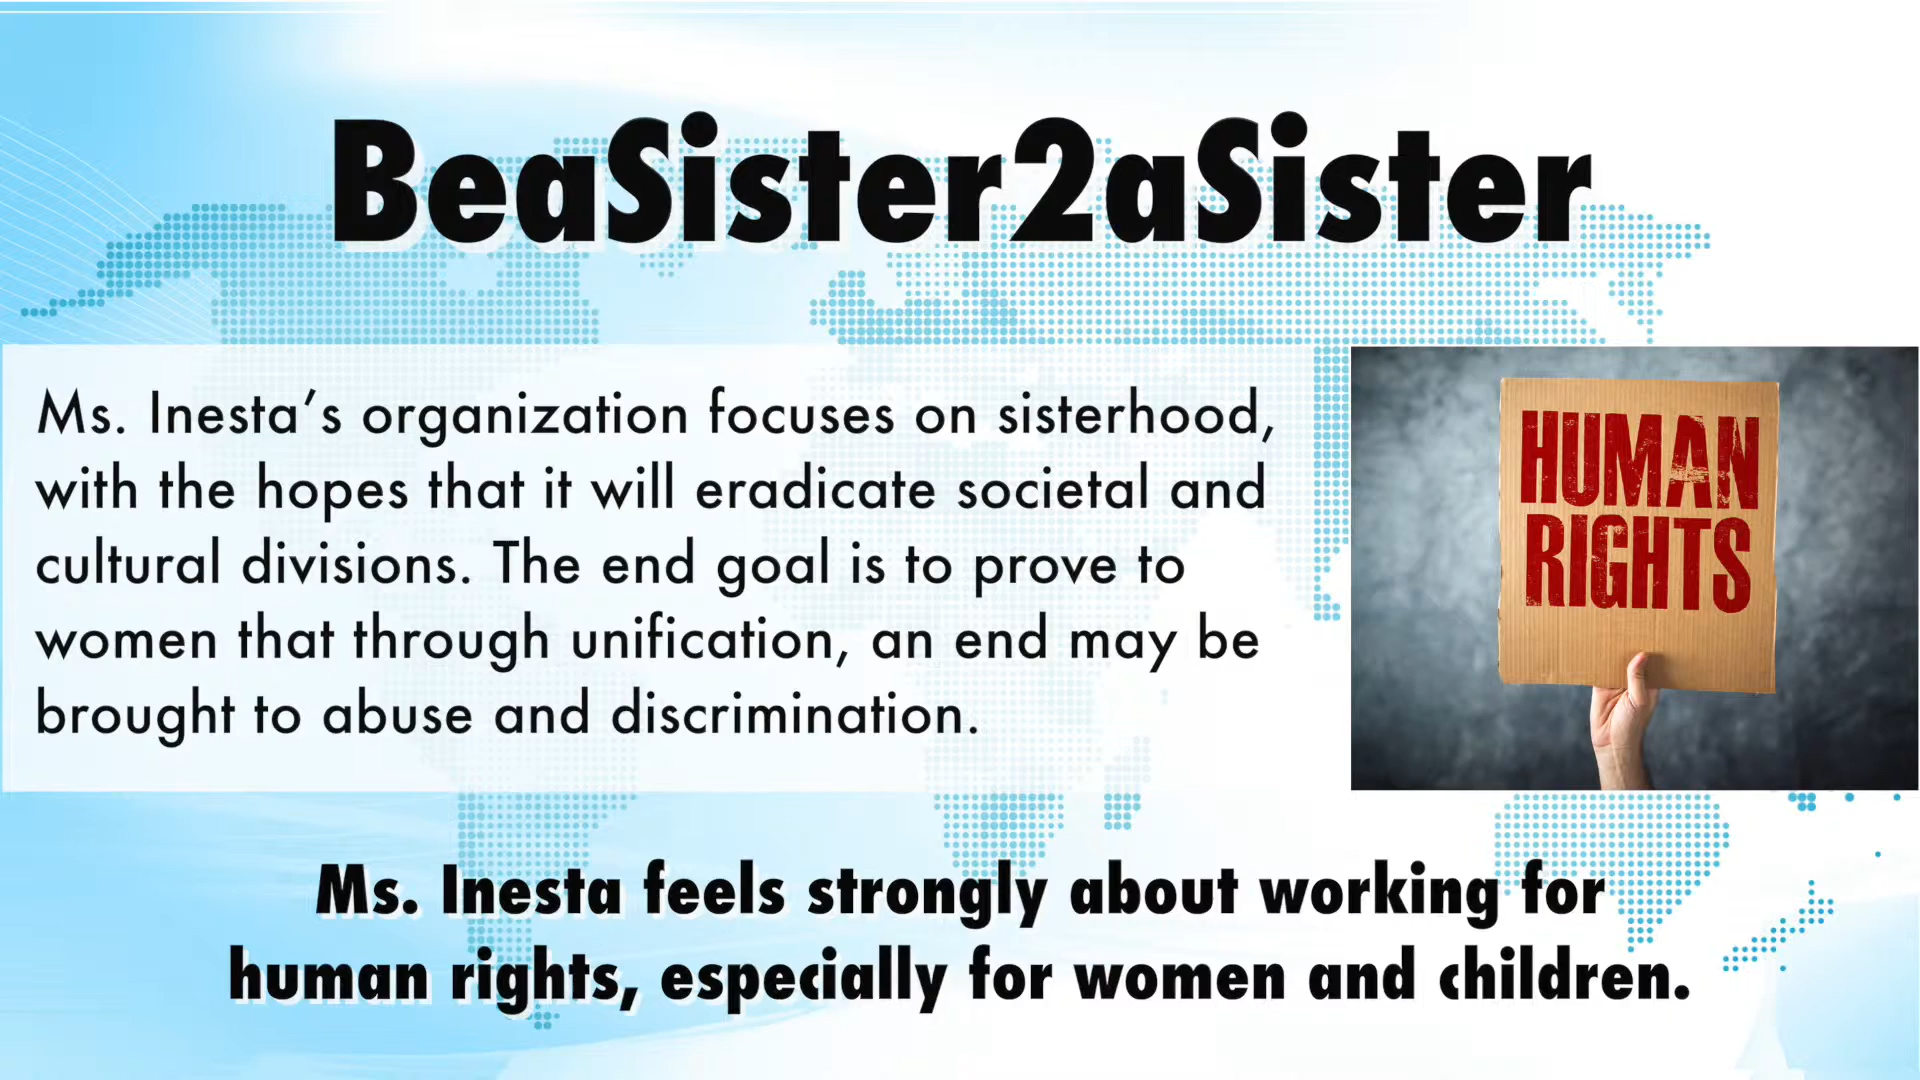 BeaSister2aSister
Ms. Inesta’s organization focuses on sisterhood,
with the hopes that it will eradicate societal and
cultural divisions. The end goal is to prove to
women that through unification, an end may be
brought to abuse and discrimination.
HUMAN
RIGHTS
Ms. Inesta feels strongly about working for
human rights, especially for women and children.